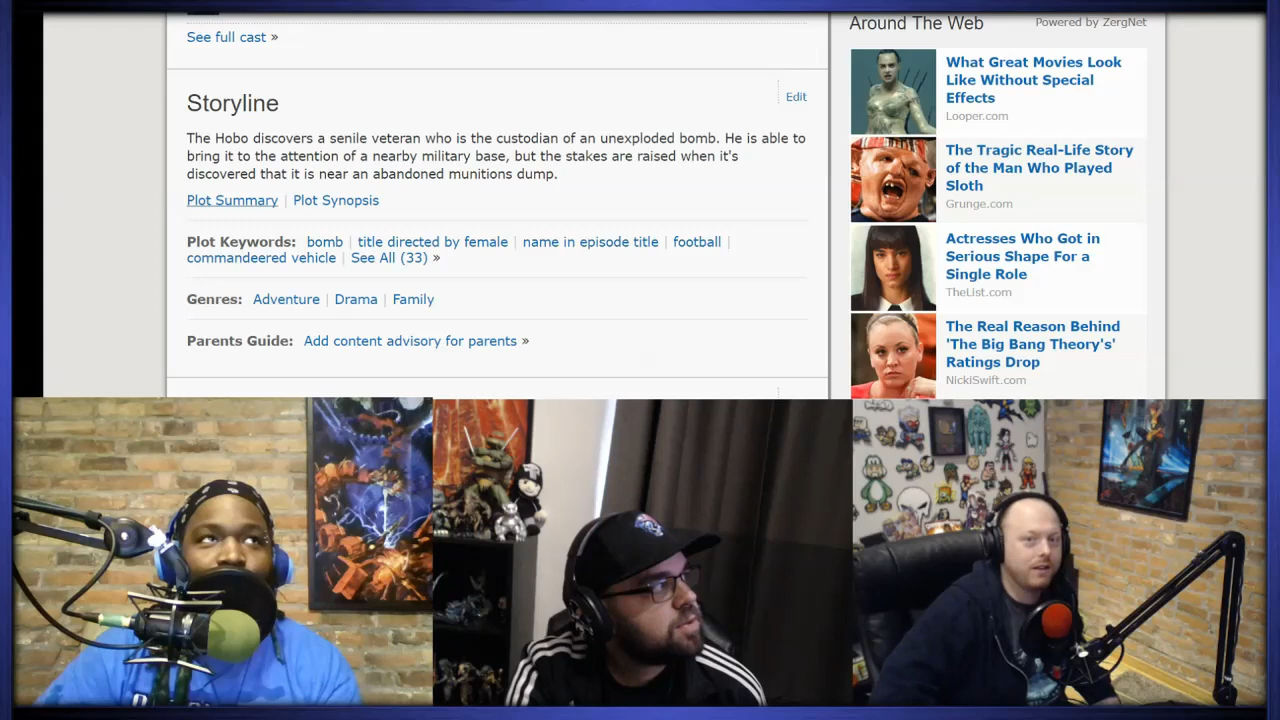 See full cast »
Storyline
Edit
The Hobo discovers a senile veteran who is the custodian of an unexploded bomb. He is able to
bring it to the attention of a nearby military base, but the stakes are raised when it's
discovered that it is near an abandoned munitions dump.
Plot Summary | Plot Synopsis
Plot Keywords: bomb | title directed by female | name in episode title | football |
commandeered vehicle | See All (33) »
Genres: Adventure | Drama | Family
Parents Guide: Add content advisory for parents »
Around The Web
Powered by ZergNet
What Great Movies Look
Like Without Special
Effects
Looper.com
The Tragic Real-Life Story
of the Man Who Played
Sloth
Grunge.com
Actresses Who Got in
Serious Shape For a
Single Role
TheList.com
The Real Reason Behind
'The Big Bang Theory's'
Ratings Drop
NickiSwift.com